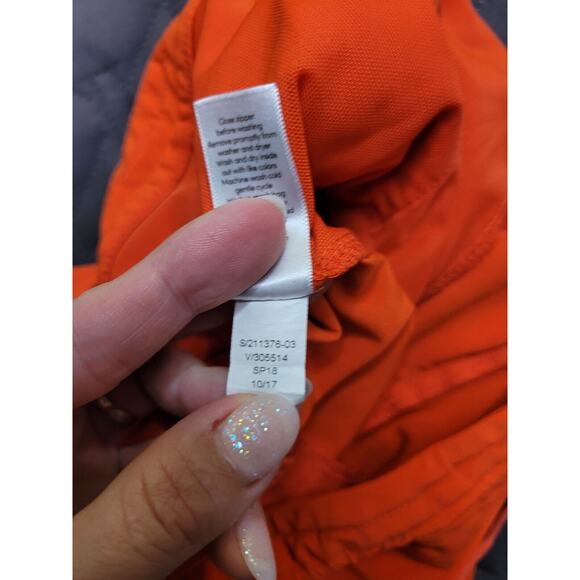 Close zipper
before washing
Remove promptly from
washer and dryer
Wash and dry inside
out with like colors
Machine wash cold
gentle cycle
S/211376-03
V/305514
SP18
10/17